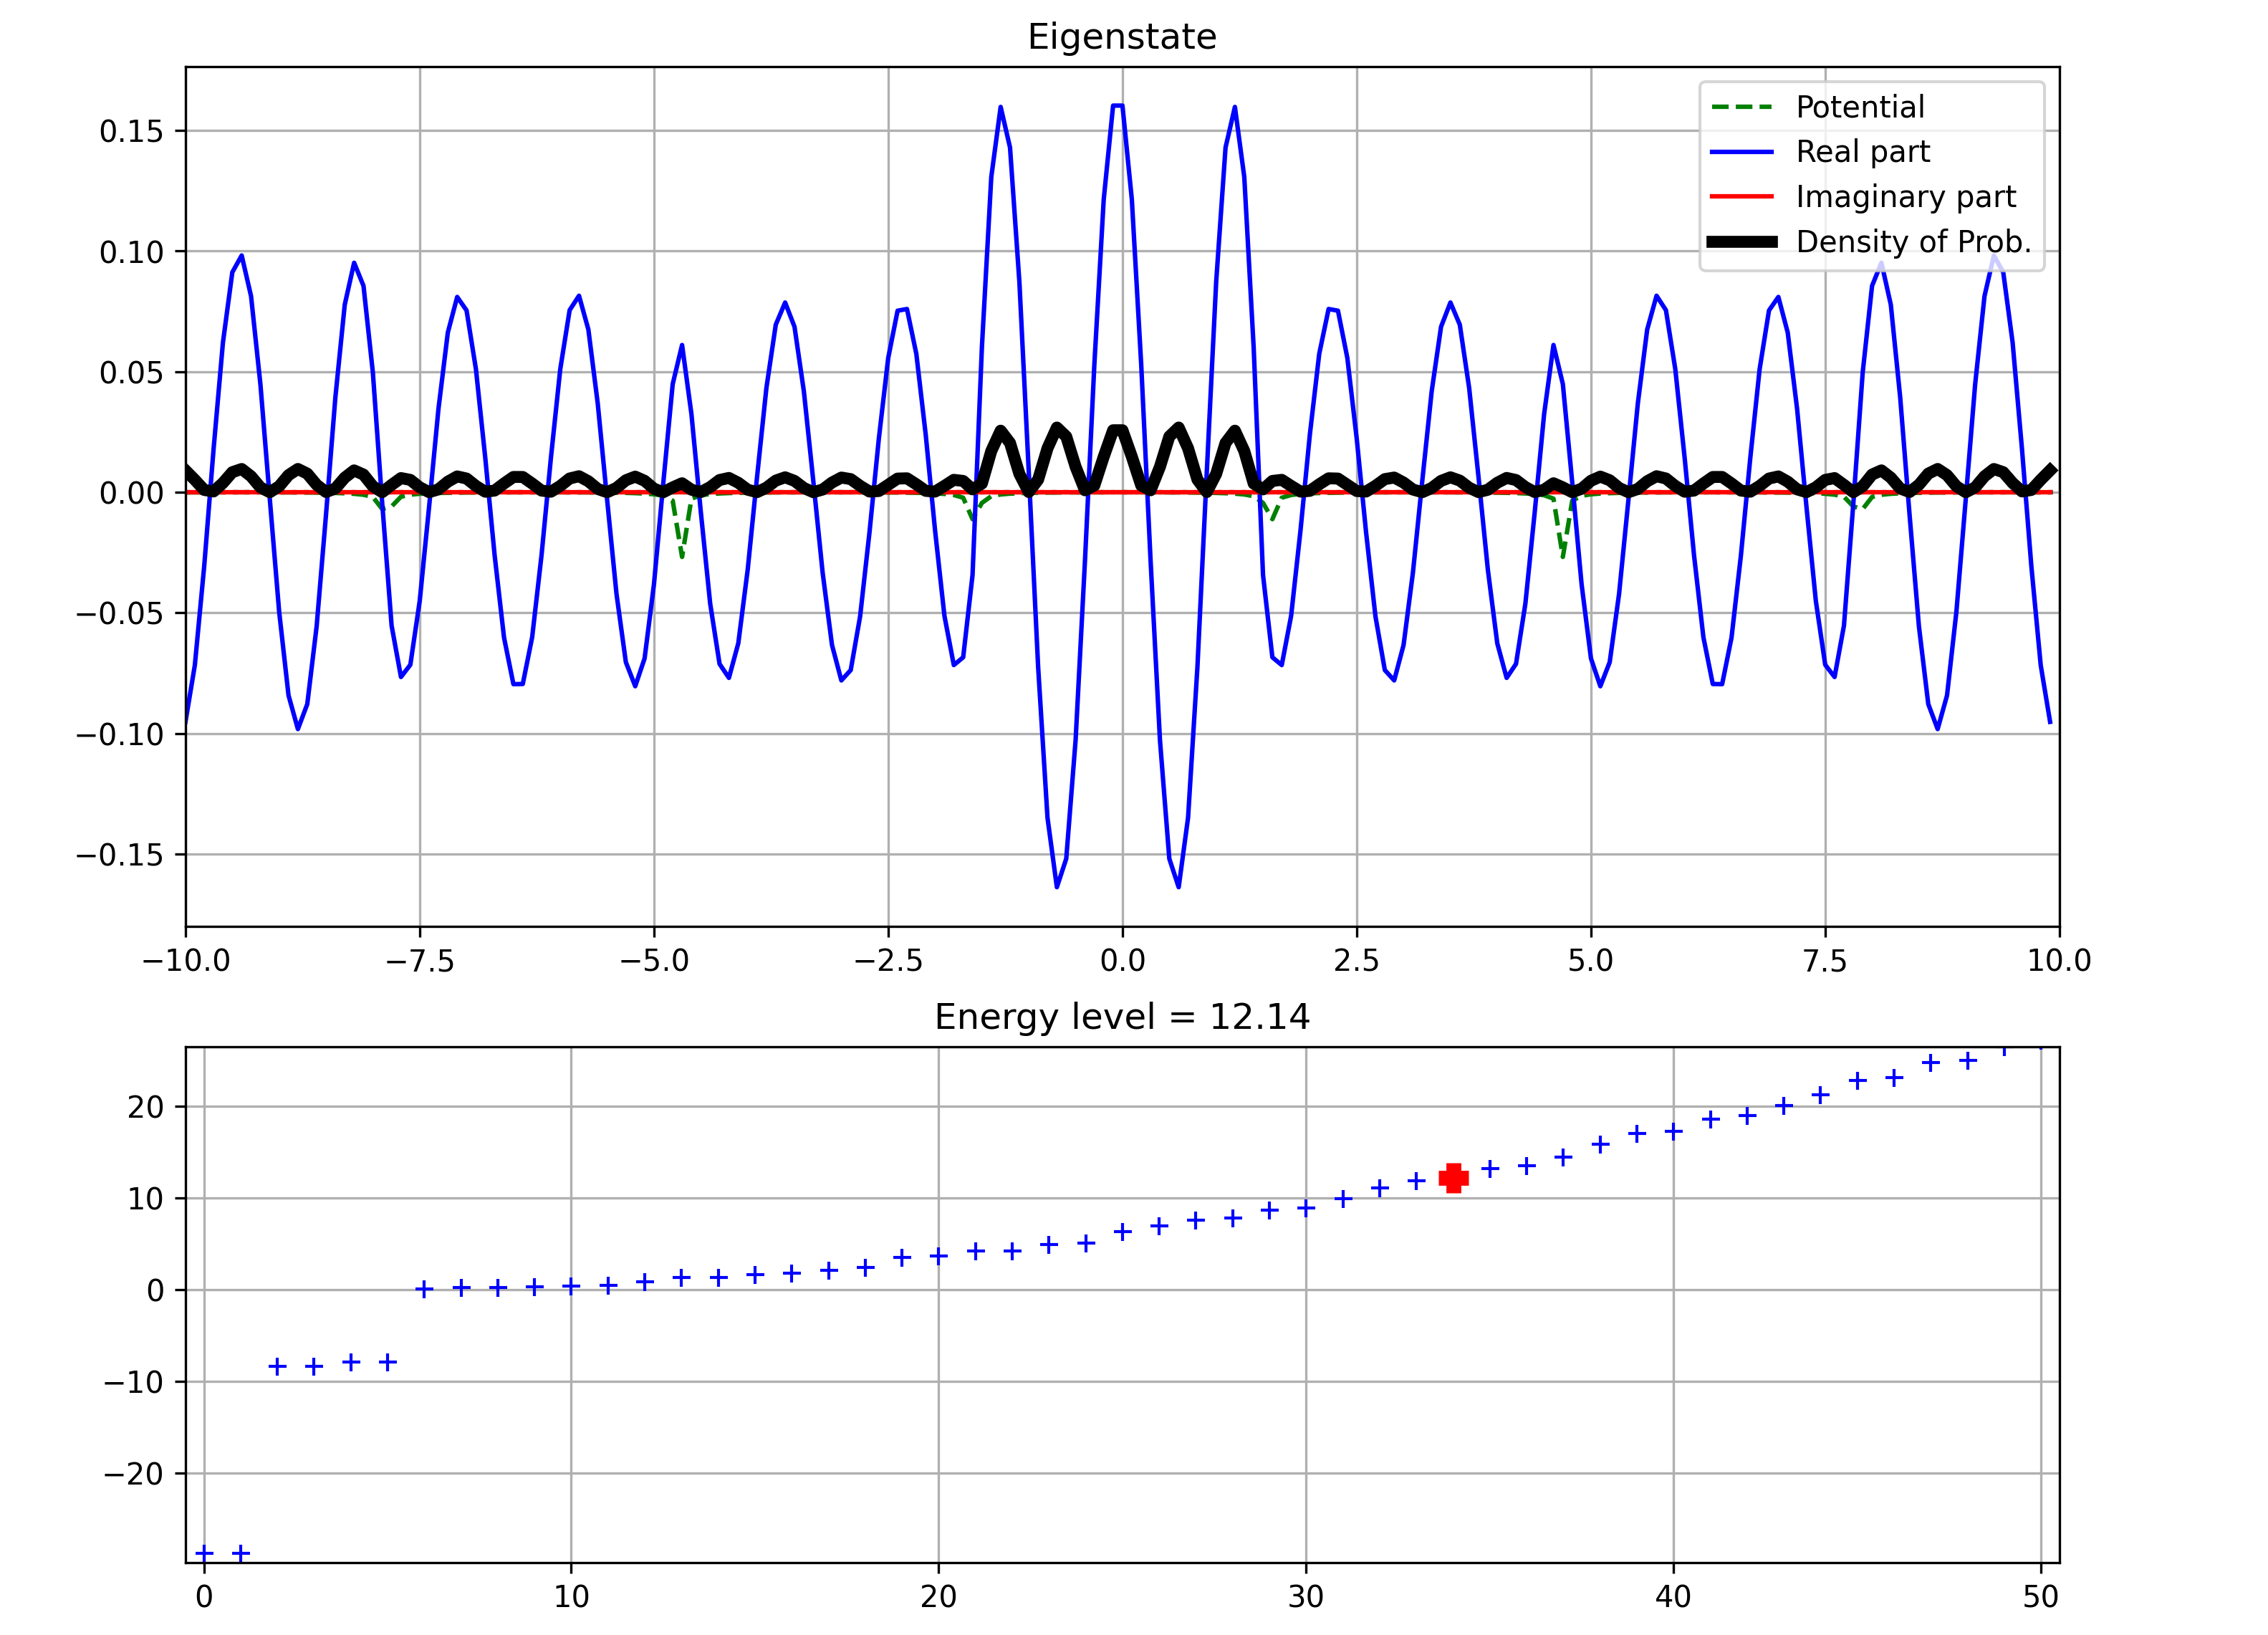 Eigenstate
Potential
Real part
Imaginary part
Density of Prob.
0.15
0.10
0.05
0.00
−0.05
−0.10
−0.15
−10.0 −7.5 −5.0 −2.5 0.0 2.5 5.0 7.5 10.0
Energy level = 12.14
20
10
0
−10
−20
0 10 20 30 40 50